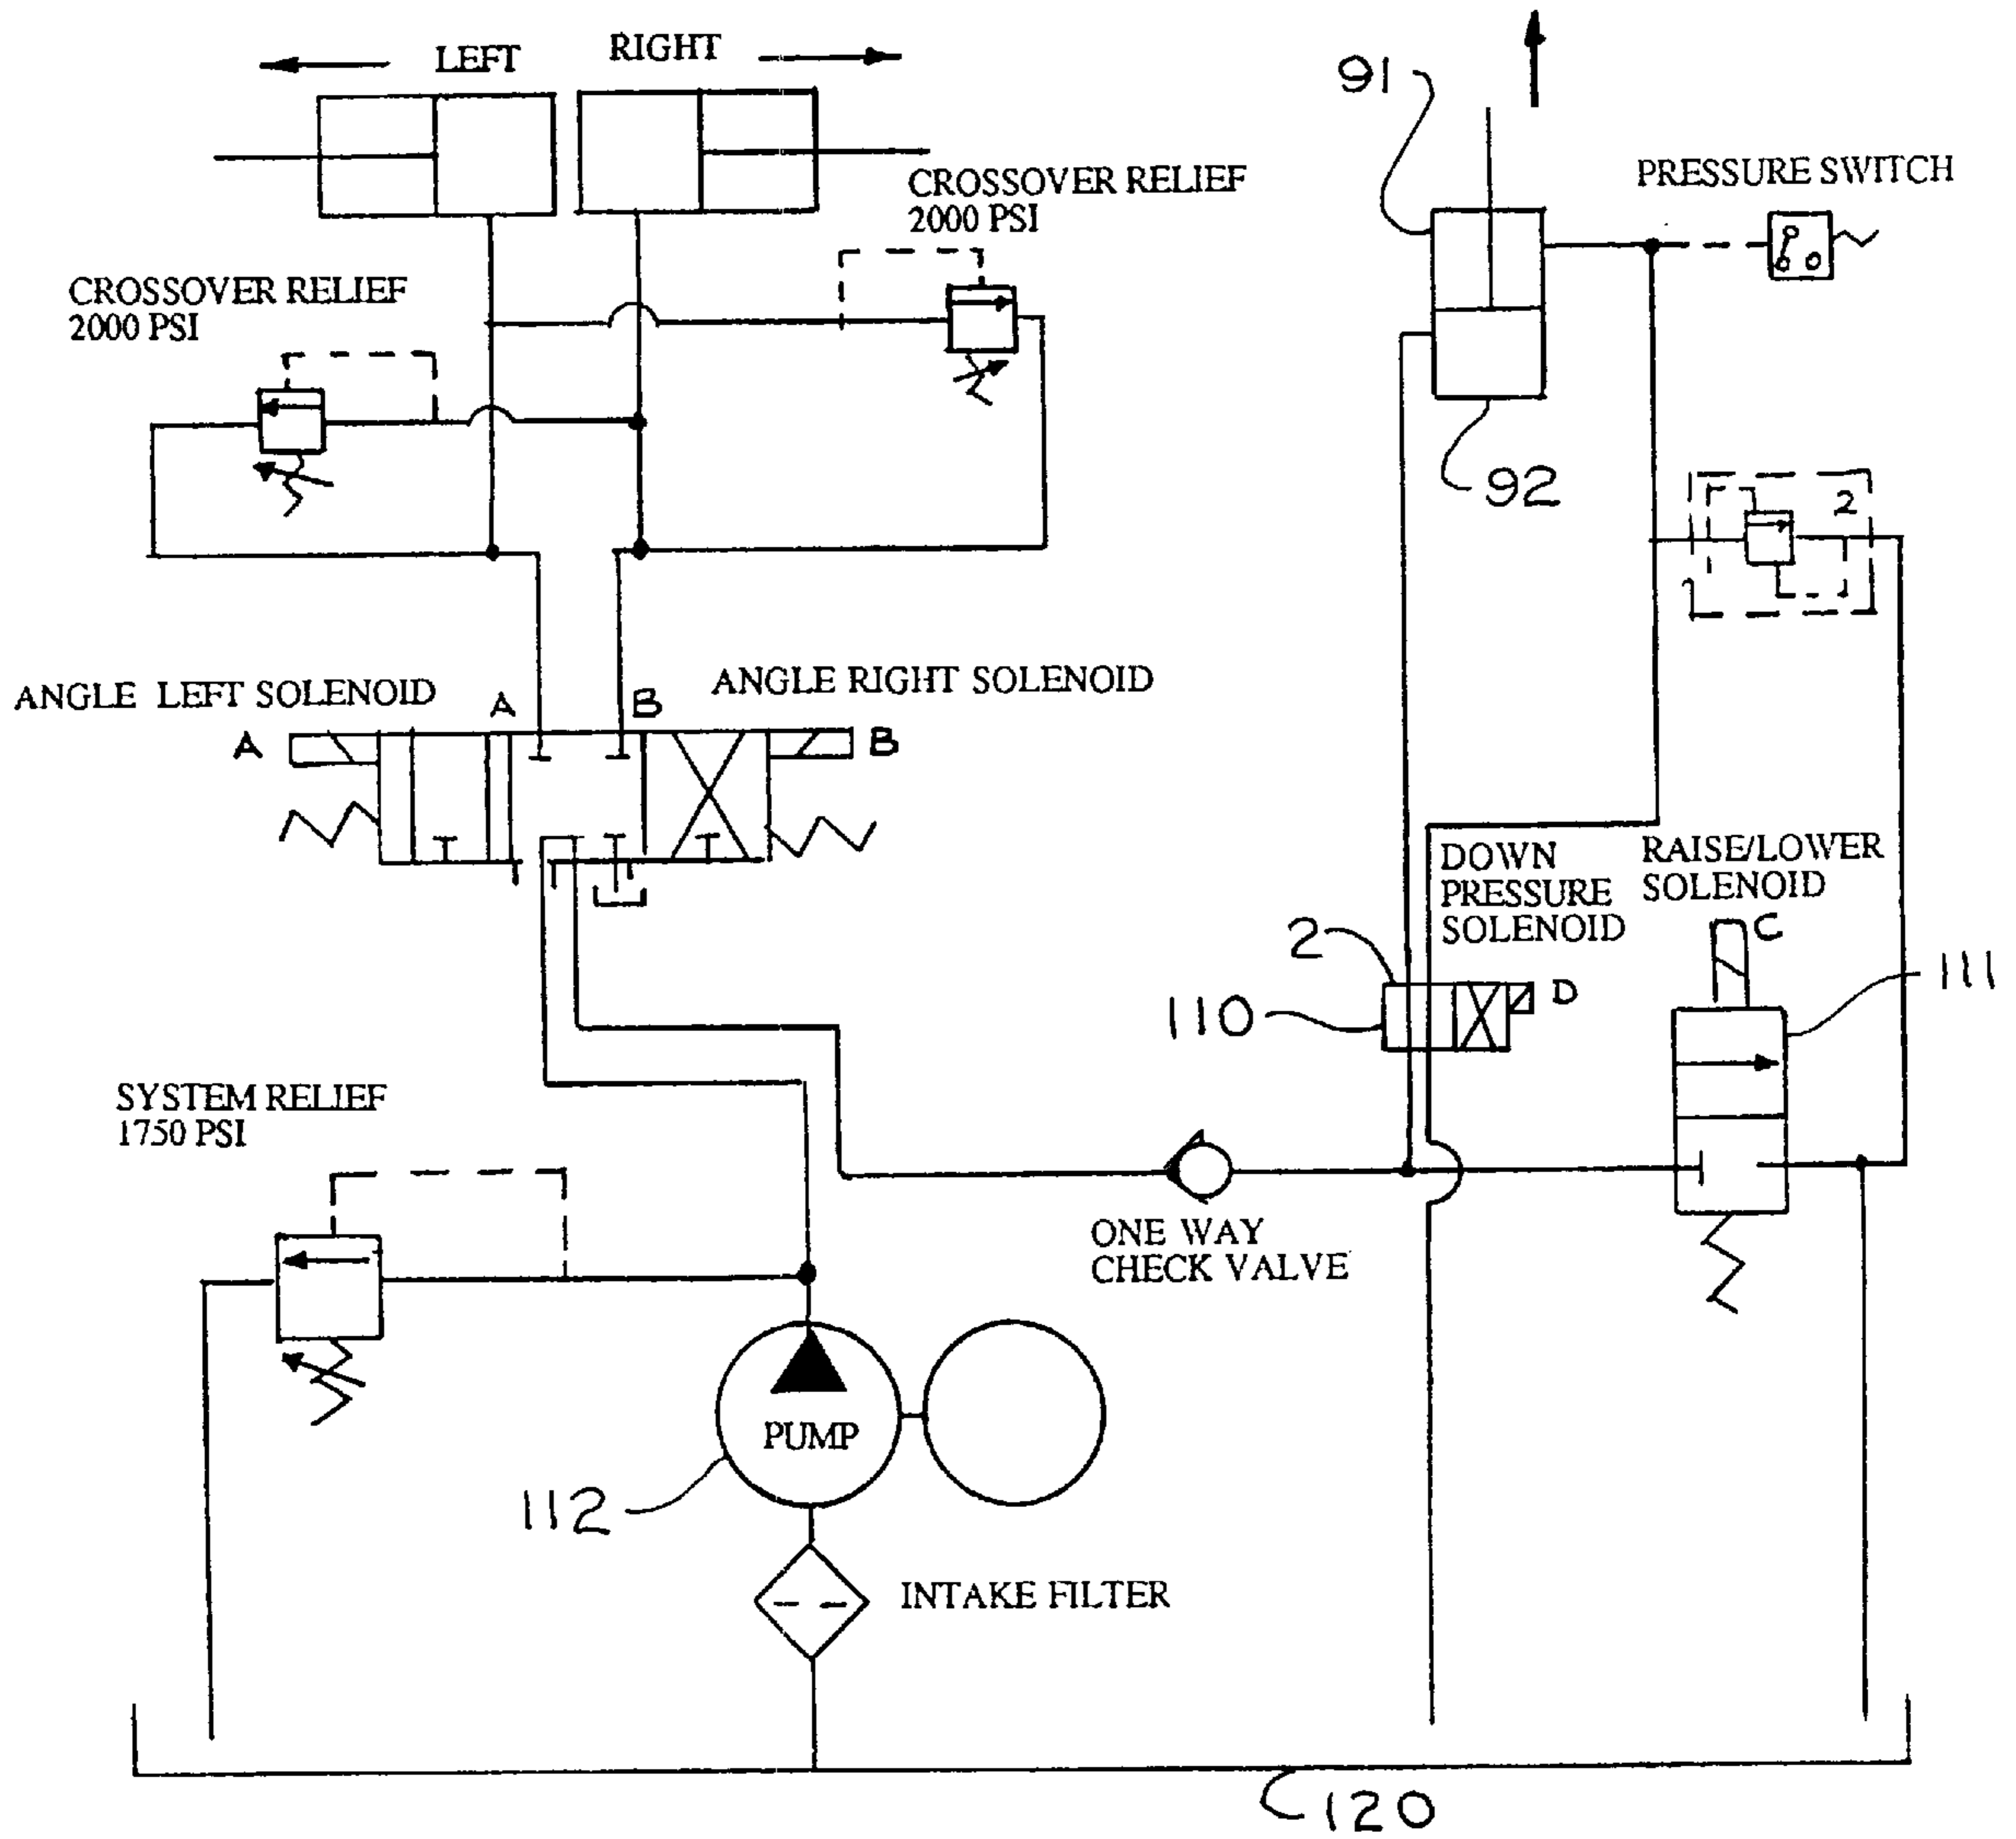 LEFT
RIGHT
91
CROSSOVER RELIEF
2000 PSI
PRESSURE SWITCH
CROSSOVER RELIEF
2000 PSI
92
2
1
ANGLE LEFT SOLENOID
A
B
ANGLE RIGHT SOLENOID
A
B
DOWN
PRESSURE
SOLENOID
RAISE/LOWER
SOLENOID
C
2
D
110
111
SYSTEM RELIEF
1750 PSI
ONE WAY
CHECK VALVE
PUMP
112
INTAKE FILTER
120